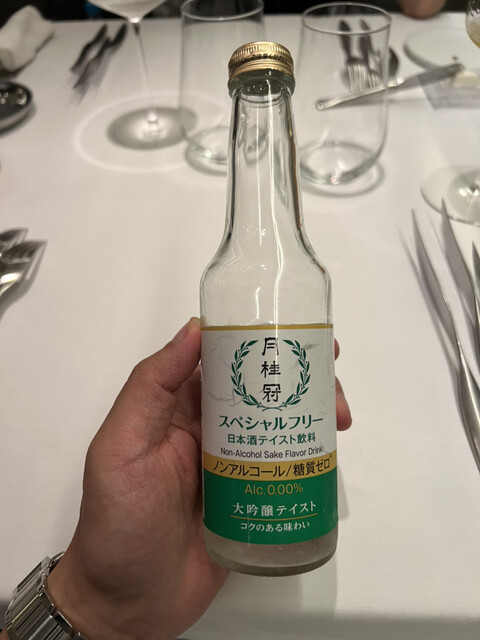 月桂冠
スペシャルフリー
日本酒テイスト飲料
Non-Alcohol Sake Flavor Drink
ノンアルコール/糖質ゼロ*
Alc.0.00%
大吟醸テイスト
コクのある味わい